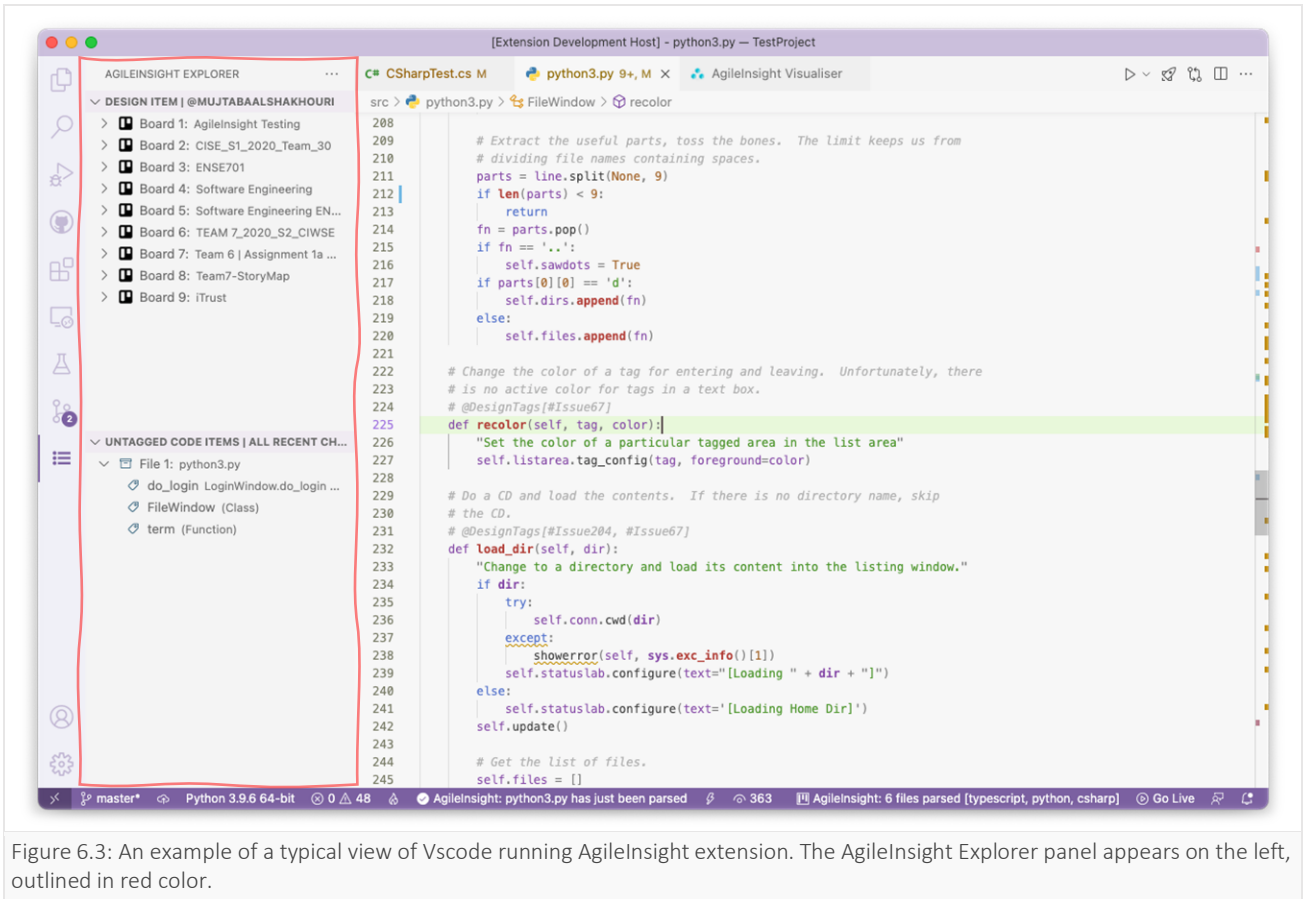 [Extension Development Host] - python3.py — TestProject
AGILEINSIGHT EXPLORER ···
DESIGN ITEM | @MUJTABAALSHAKHOURI
Board 1: AgileInsight Testing
Board 2: CISE_S1_2020_Team_30
Board 3: ENSE701
Board 4: Software Engineering
Board 5: Software Engineering EN...
Board 6: TEAM 7_2020_S2_CIWSE
Board 7: Team 6 | Assignment 1a ...
Board 8: Team7-StoryMap
Board 9: iTrust
UNTAGGED CODE ITEMS | ALL RECENT CH...
File 1: python3.py
do_login LoginWindow.do_login ...
FileWindow (Class)
term (Function)
2
C# CSharpTest.cs M
python3.py 9+, M
AgileInsight Visualiser
src > python3.py > FileWindow > recolor
208
209 # Extract the useful parts, toss the bones.  The limit keeps us from
210 # dividing file names containing spaces.
211 parts = line.split(None, 9)
212 if len(parts) < 9:
213 return
214 fn = parts.pop()
215 if fn == '..':
216 self.sawdots = True
217 if parts[0][0] == 'd':
218 self.dirs.append(fn)
219 else:
220 self.files.append(fn)
221
222 # Change the color of a tag for entering and leaving.  Unfortunately, there
223 # is no active color for tags in a text box.
224 # @DesignTags[#Issue67]
225 def recolor(self, tag, color):
226 "Set the color of a particular tagged area in the list area"
227 self.listarea.tag_config(tag, foreground=color)
228
229 # Do a CD and load the contents.  If there is no directory name, skip
230 # the CD.
231 # @DesignTags[#Issue204, #Issue67]
232 def load_dir(self, dir):
233 "Change to a directory and load its content into the listing window."
234 if dir:
235 try:
236 self.conn.cwd(dir)
237 except:
238 showerror(self, sys.exc_info()[1])
239 self.statuslab.configure(text="[Loading " + dir + "]")
240 else:
241 self.statuslab.configure(text='[Loading Home Dir]')
242 self.update()
243
244 # Get the list of files.
245 self.files = []
master* Python 3.9.6 64-bit 0 48 AgileInsight: python3.py has just been parsed 363 AgileInsight: 6 files parsed [typescript, python, csharp] Go Live
Figure 6.3: An example of a typical view of Vscode running AgileInsight extension. The AgileInsight Explorer panel appears on the left,
outlined in red color.